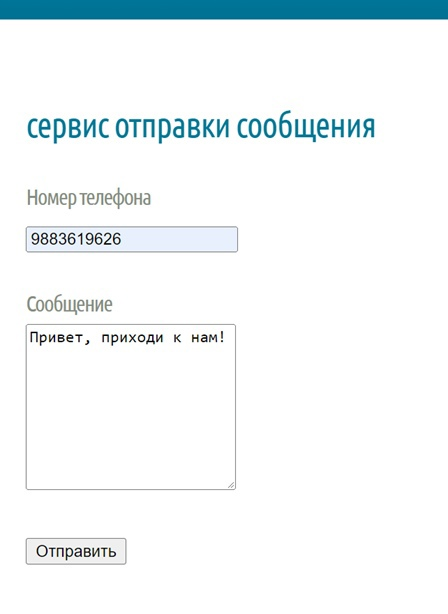 сервис отправки сообщения
Номер телефона
9883619626
Сообщение
Привет, приходи к нам!
Отправить